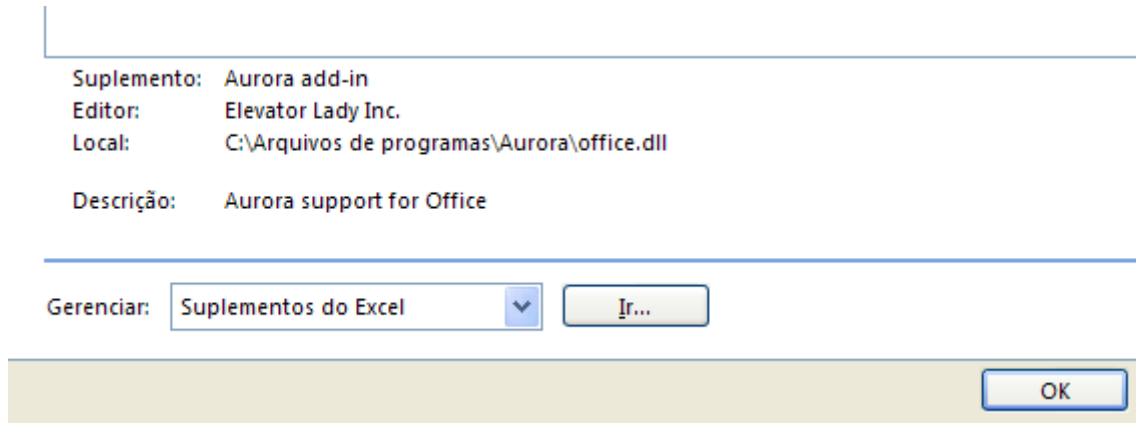 Suplemento: Aurora add-in
Editor: Elevator Lady Inc.
Local: C:\Arquivos de programas\Aurora\office.dll
Descrição: Aurora support for Office
Gerenciar: Suplementos do Excel Ir...
OK